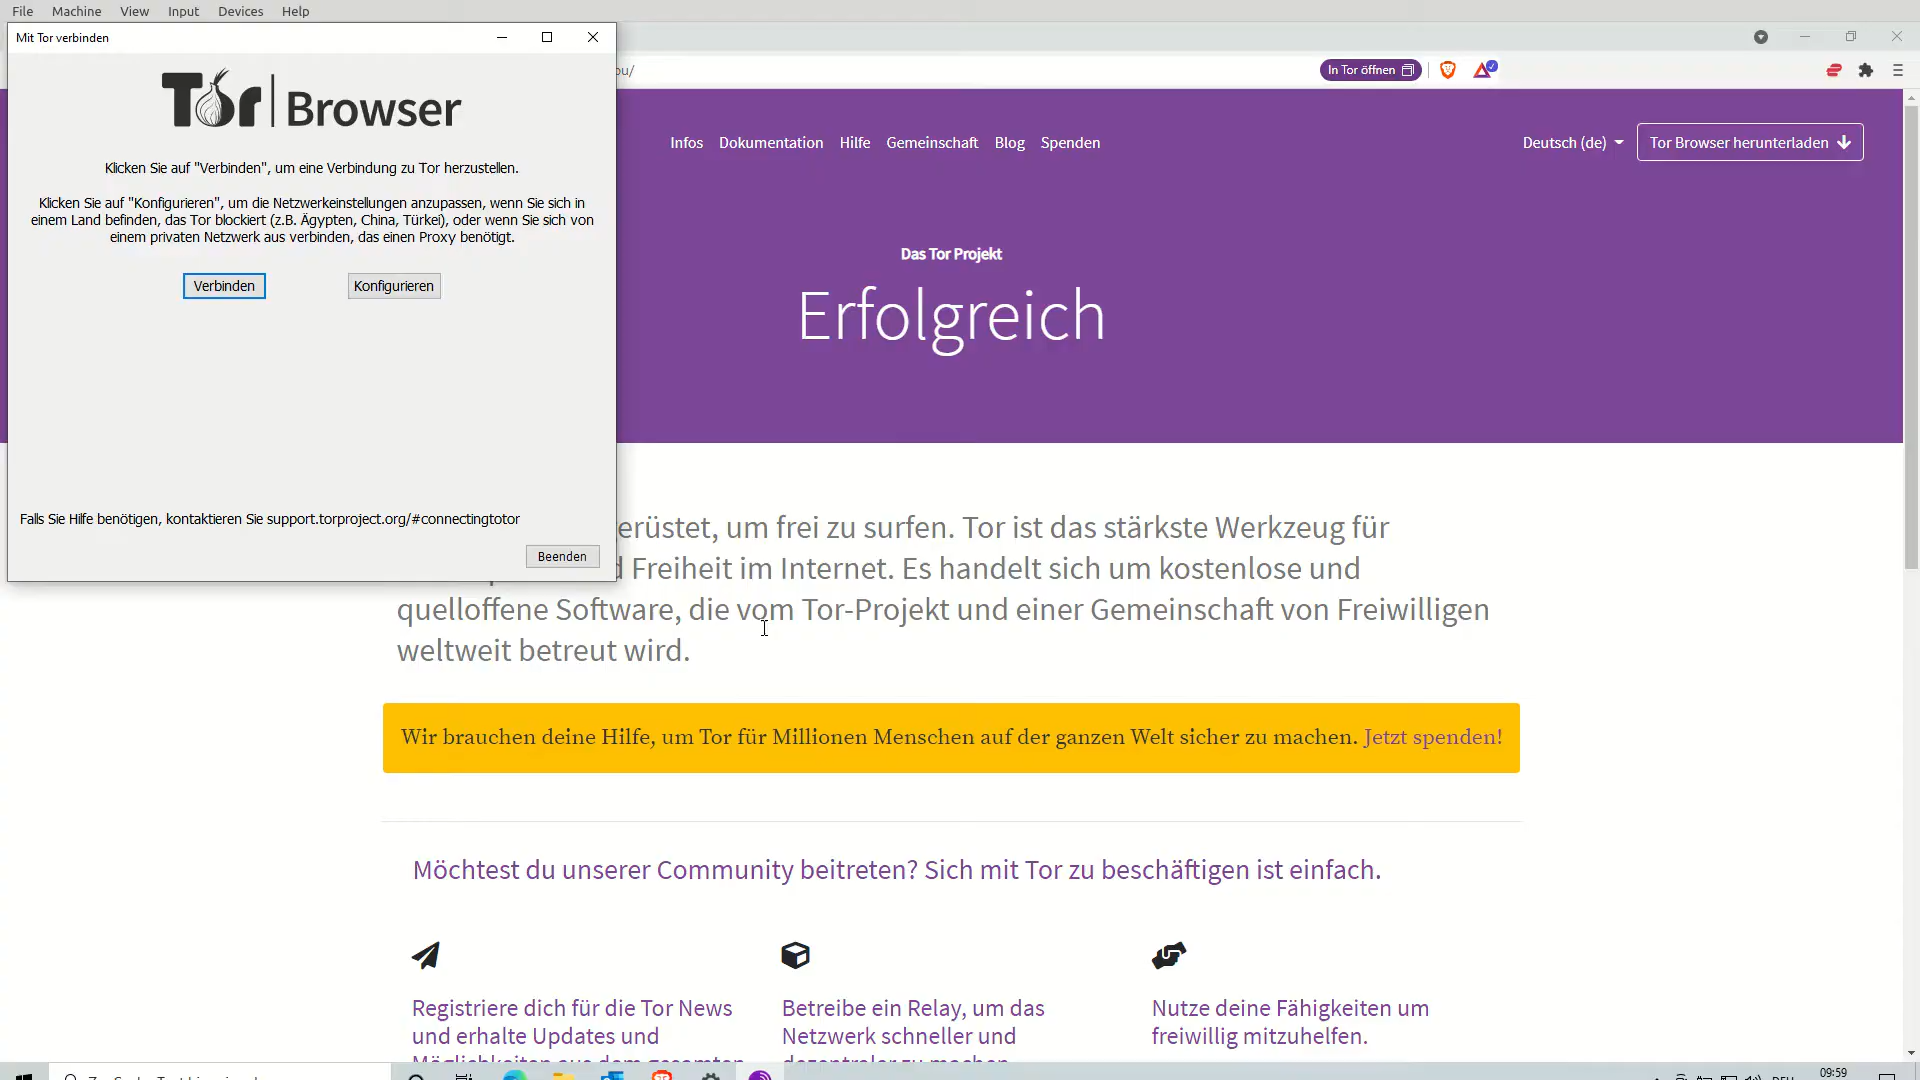 File Machine View Input Devices Help
Mit Tor verbinden
Tor Browser
Klicken Sie auf "Verbinden", um eine Verbindung zu Tor herzustellen.
Klicken Sie auf "Konfigurieren", um die Netzwerkeinstellungen anzupassen, wenn Sie sich in
einem Land befinden, das Tor blockiert (z.B. Ägypten, China, Türkei), oder wenn Sie sich von
einem privaten Netzwerk aus verbinden, das einen Proxy benötigt.
Verbinden Konfigurieren
Falls Sie Hilfe benötigen, kontaktieren Sie support.torproject.org/#connectingtotor
Beenden
In Tor öffnen
Infos Dokumentation Hilfe Gemeinschaft Blog Spenden Deutsch (de) Tor Browser herunterladen
Das Tor Projekt
Erfolgreich
um frei zu surfen. Tor ist das stärkste Werkzeug für
Freiheit im Internet. Es handelt sich um kostenlose und
quelloffene Software, die vom Tor-Projekt und einer Gemeinschaft von Freiwilligen
weltweit betreut wird.
Wir brauchen deine Hilfe, um Tor für Millionen Menschen auf der ganzen Welt sicher zu machen. Jetzt spenden!
Möchtest du unserer Community beitreten? Sich mit Tor zu beschäftigen ist einfach.
Registriere dich für die Tor News
und erhalte Updates und
Möglichkeiten aus dem gesamten
Betreibe ein Relay, um das
Netzwerk schneller und
dezentraler zu machen.
Nutze deine Fähigkeiten um
freiwillig mitzuhelfen.
09:59